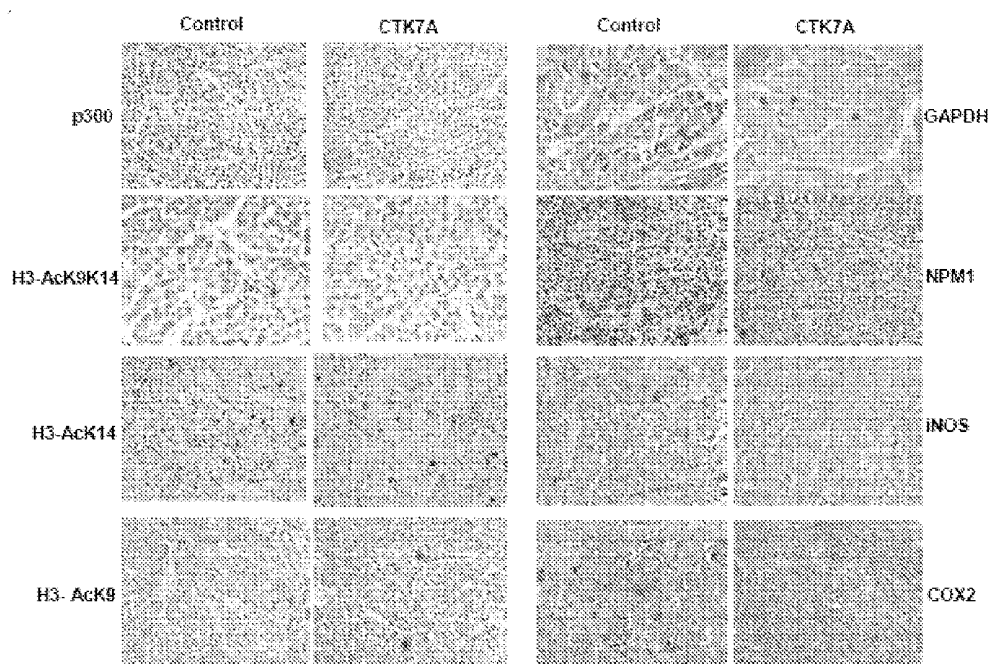 Control CTK7A Control CTK7A
p300 GAPDH
H3-AcK9K14 NPM1
H3-AcK14 iNOS
H3- AcK9 COX2